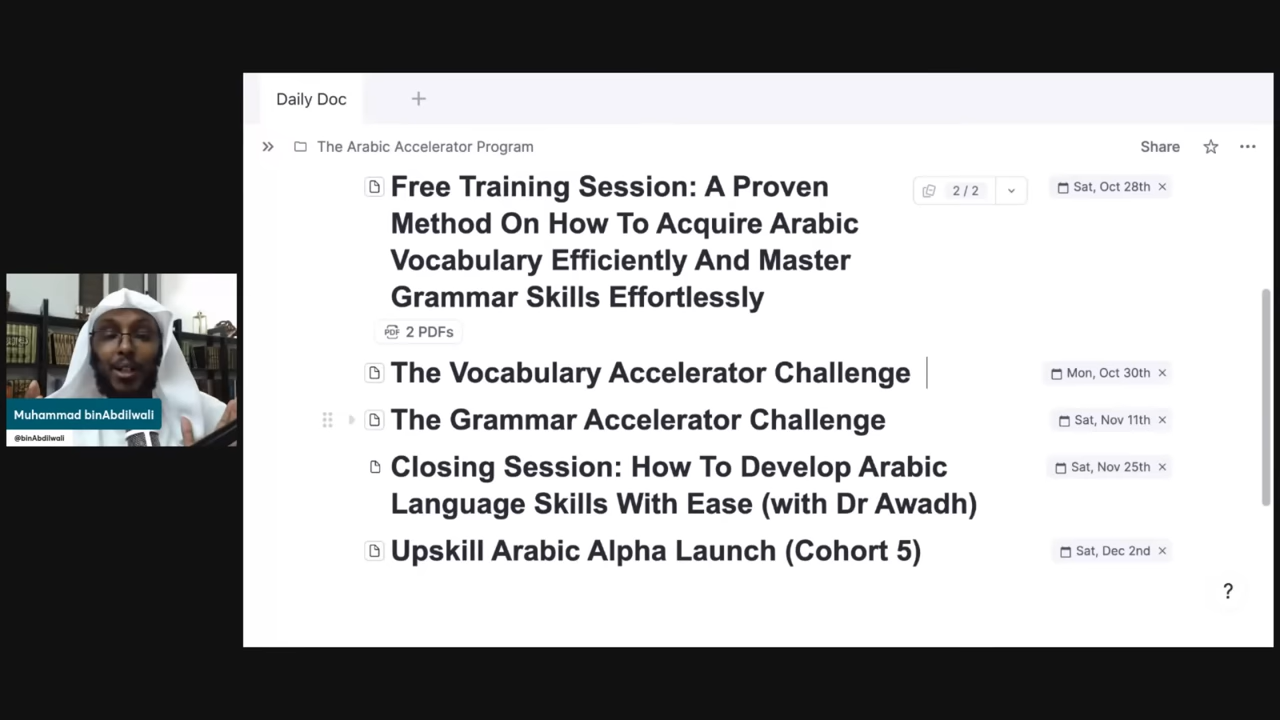 Daily Doc
The Arabic Accelerator Program
Share
Free Training Session: A Proven
Method On How To Acquire Arabic
Vocabulary Efficiently And Master
Grammar Skills Effortlessly
2 / 2
Sat, Oct 28th
PDF 2 PDFs
The Vocabulary Accelerator Challenge
Mon, Oct 30th
The Grammar Accelerator Challenge
Sat, Nov 11th
Closing Session: How To Develop Arabic
Language Skills With Ease (with Dr Awadh)
Sat, Nov 25th
Upskill Arabic Alpha Launch (Cohort 5)
Sat, Dec 2nd
?
Muhammad binAbdilwali
@binAbdilwali